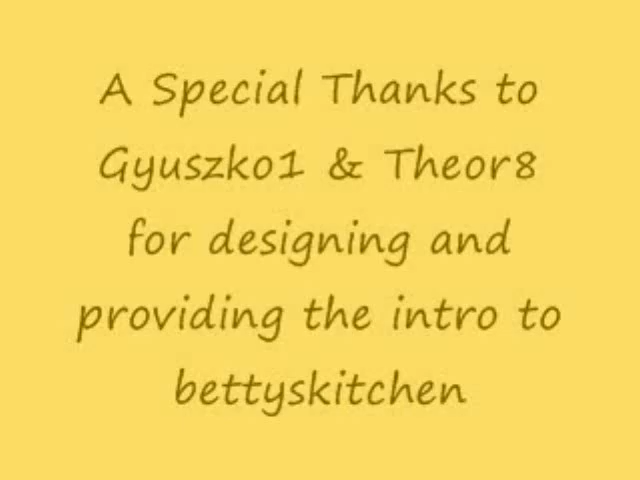 A Special Thanks to
Gyuszko1 & Theor8
for designing and
providing the intro to
bettyskitchen